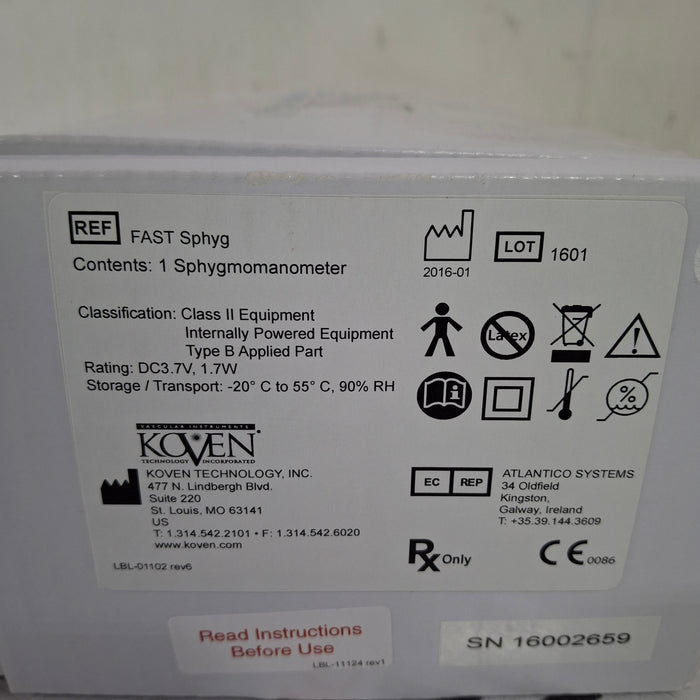 REF FAST Sphyg
Contents: 1 Sphygmomanometer
2016-01
LOT 1601
Classification: Class II Equipment
Internally Powered Equipment
Type B Applied Part
Rating: DC3.7V, 1.7W
Storage / Transport: -20° C to 55° C, 90% RH
Latex
i
%
VASCULAR INSTRUMENTS
KOVEN
TECHNOLOGY INCORPORATED
KOVEN TECHNOLOGY, INC.
477 N. Lindbergh Blvd.
Suite 220
St. Louis, MO 63141
US
T: 1.314.542.2101 • F: 1.314.542.6020
www.koven.com
LBL-01102 rev6
EC REP
ATLANTICO SYSTEMS
34 Oldfield
Kingston,
Galway, Ireland
T: +35.39.144.3609
Rx Only
CE 0086
Read Instructions
Before Use
LBL-11124 rev1
SN 16002659